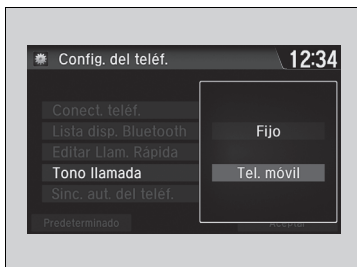 Config. del teléf.
12:34
Conect. teléf.
Lista disp. Bluetooth
Editar Llam. Rápida
Tono llamada
Sinc. aut. del teléf.
Fijo
Tel. móvil
Predeterminado
Aceptar